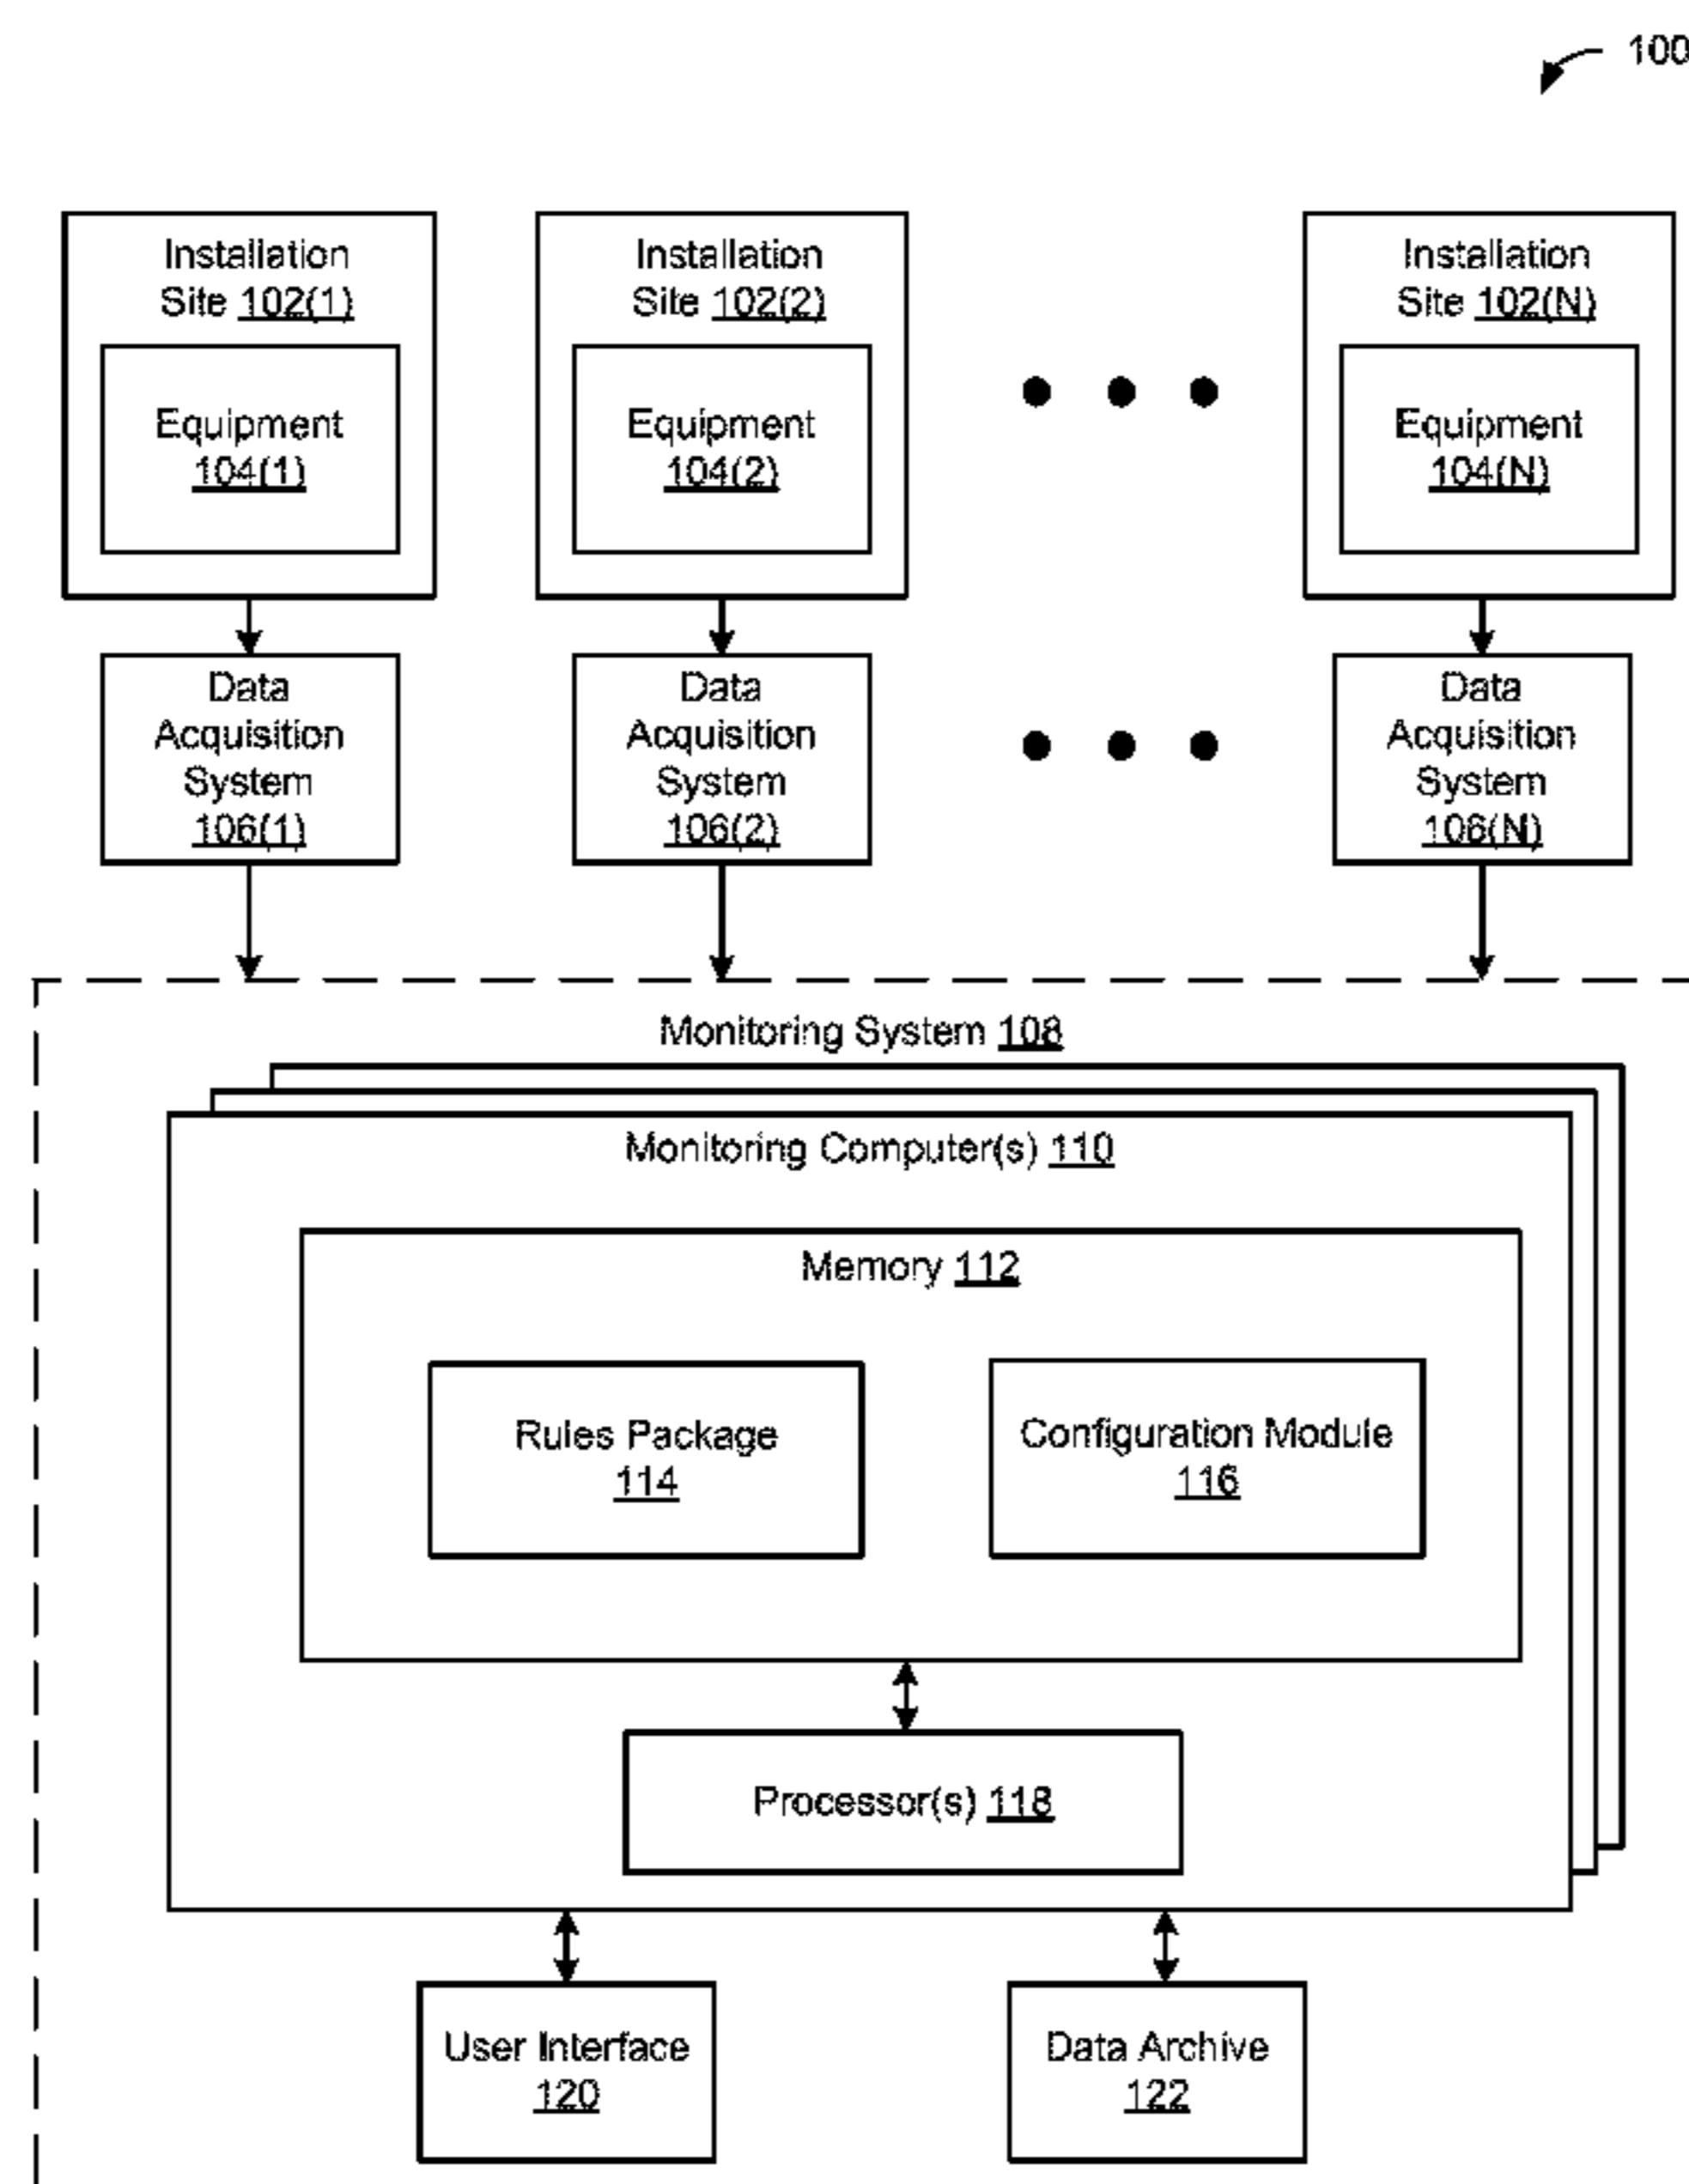 100
Installation
Site 102(1)
Equipment
104(1)
Installation
Site 102(2)
Equipment
104(2)
Installation
Site 102(N)
Equipment
104(N)
Data
Acquisition
System
106(1)
Data
Acquisition
System
106(2)
Data
Acquisition
System
106(N)
Monitoring System 108
Monitoring Computer(s) 110
Memory 112
Rules Package
114
Configuration Module
116
Processor(s) 118
User Interface
120
Data Archive
122